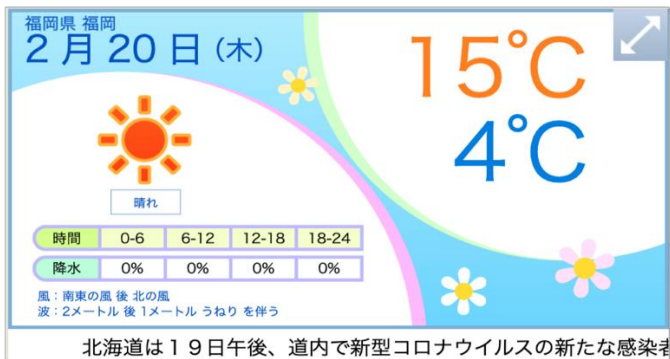 福岡県 福岡
2月20日（木）
15℃
4℃
晴れ
時間 0-6 6-12 12-18 18-24
降水 0% 0% 0% 0%
風：南東の風 後 北の風
波：2メートル 後 1メートル うねり を伴う
北海道は１９日午後、道内で新型コロナウイルスの新たな感染者